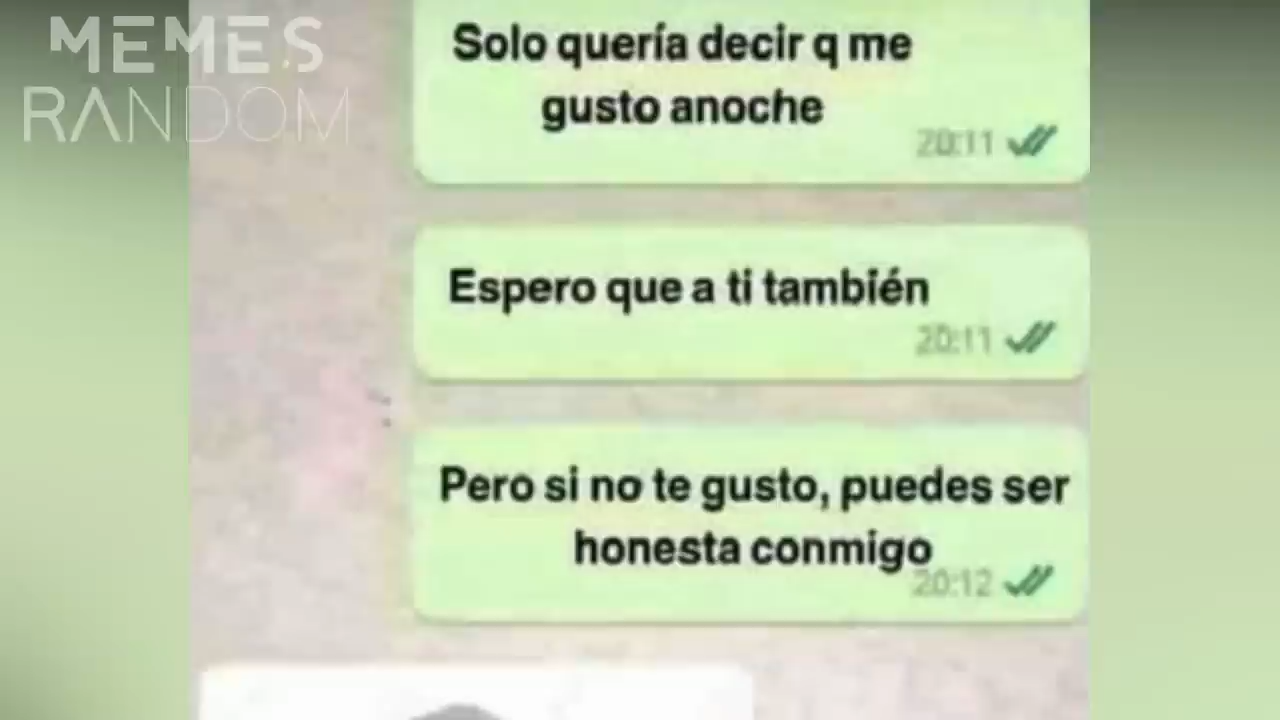 MEMES
RANDOM
Solo quería decir q me
gusto anoche
20:11
Espero que a ti también
20:11
Pero si no te gusto, puedes ser
honesta conmigo
20:12